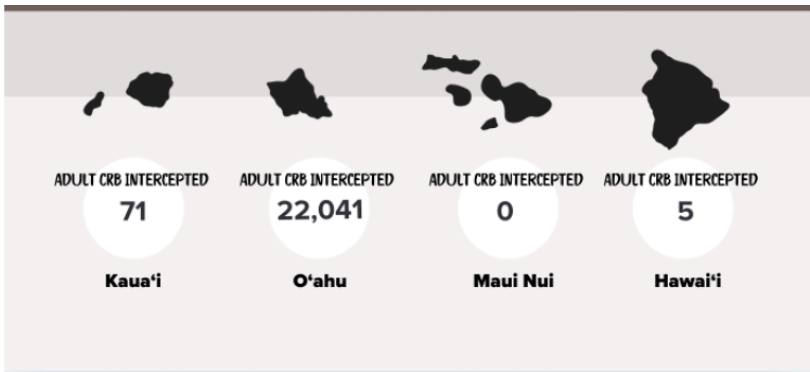 ADULT CRB INTERCEPTED
71
Kauaʻi
ADULT CRB INTERCEPTED
22,041
Oʻahu
ADULT CRB INTERCEPTED
0
Maui Nui
ADULT CRB INTERCEPTED
5
Hawaiʻi